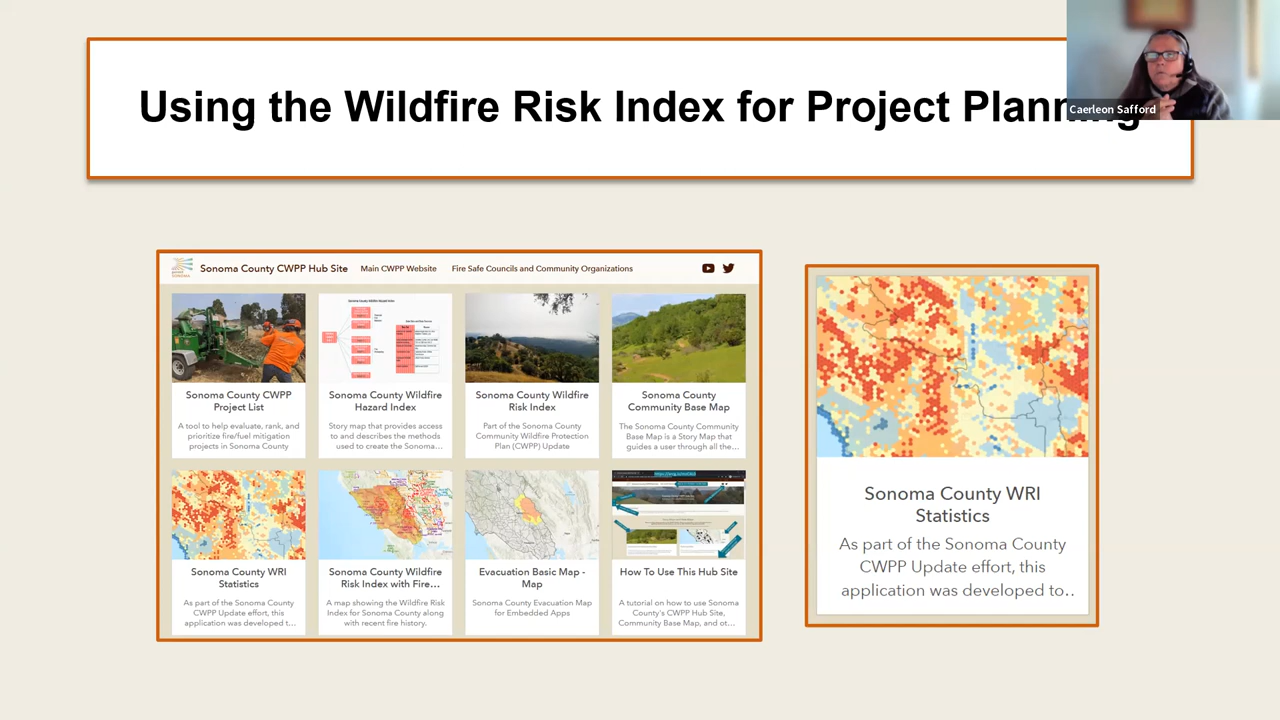 Using the Wildfire Risk Index for Project Planning
Caerleon Safford
Sonoma County CWPP Hub Site
Main CWPP Website
Fire Safe Councils and Community Organizations
Sonoma County CWPP
Project List
A tool to help evaluate, rank, and
prioritize fire/fuel mitigation
projects in Sonoma County
Sonoma County Wildfire
Hazard Index
Story map that provides access
to and describes the methods
used to create the Sonoma...
Sonoma County Wildfire
Risk Index
Part of the Sonoma County
Community Wildfire Protection
Plan (CWPP) Update
Sonoma County
Community Base Map
The Sonoma County Community
Base Map is a Story Map that
guides a user through all the...
Sonoma County WRI
Statistics
As part of the Sonoma County
CWPP Update effort, this
application was developed t...
Sonoma County Wildfire
Risk Index with Fire...
A map showing the Wildfire Risk
Index for Sonoma County along
with recent fire history.
Evacuation Basic Map -
Map
Sonoma County Evacuation Map
for Embedded Apps
How To Use This Hub Site
A tutorial on how to use Sonoma
County's CWPP Hub Site,
Community Base Map, and ot...
Sonoma County WRI
Statistics
As part of the Sonoma County
CWPP Update effort, this
application was developed to..